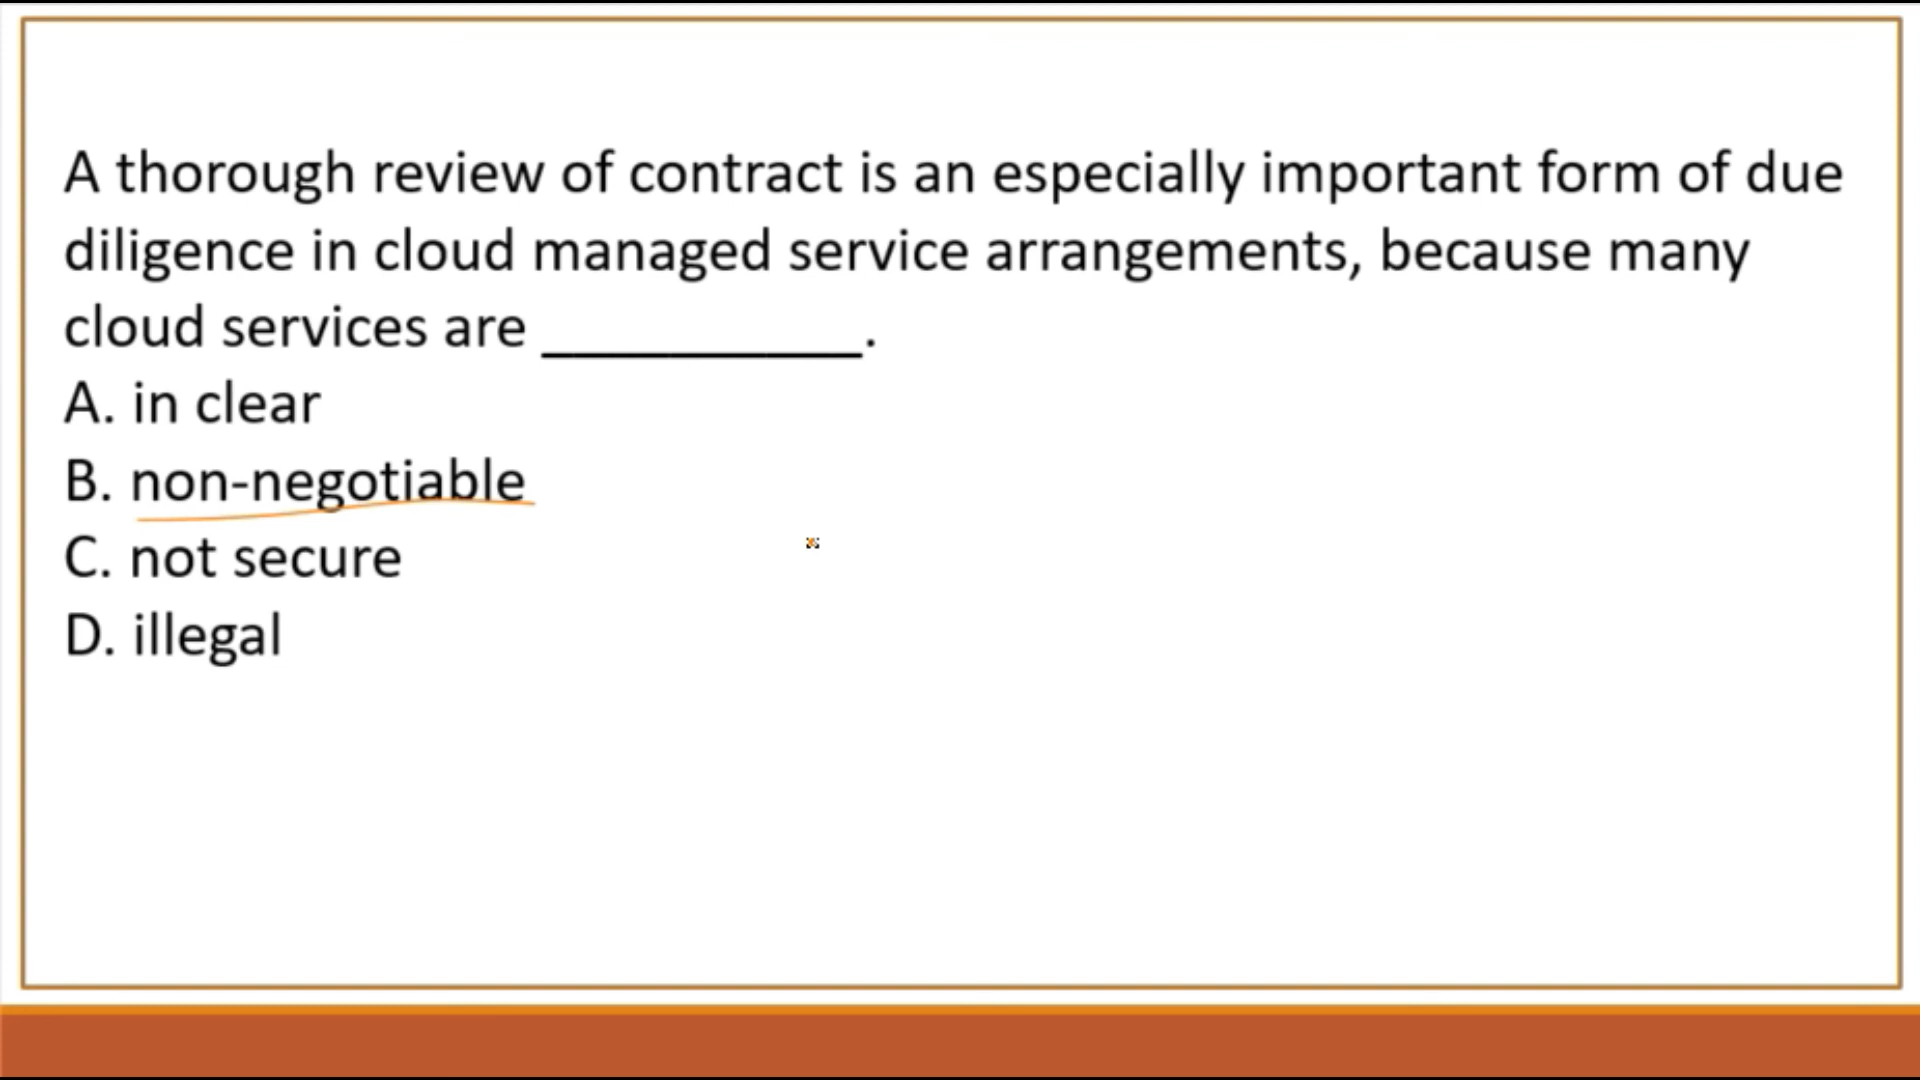 A thorough review of contract is an especially important form of due
diligence in cloud managed service arrangements, because many
cloud services are __________.
A. in clear
B. non-negotiable
C. not secure
D. illegal